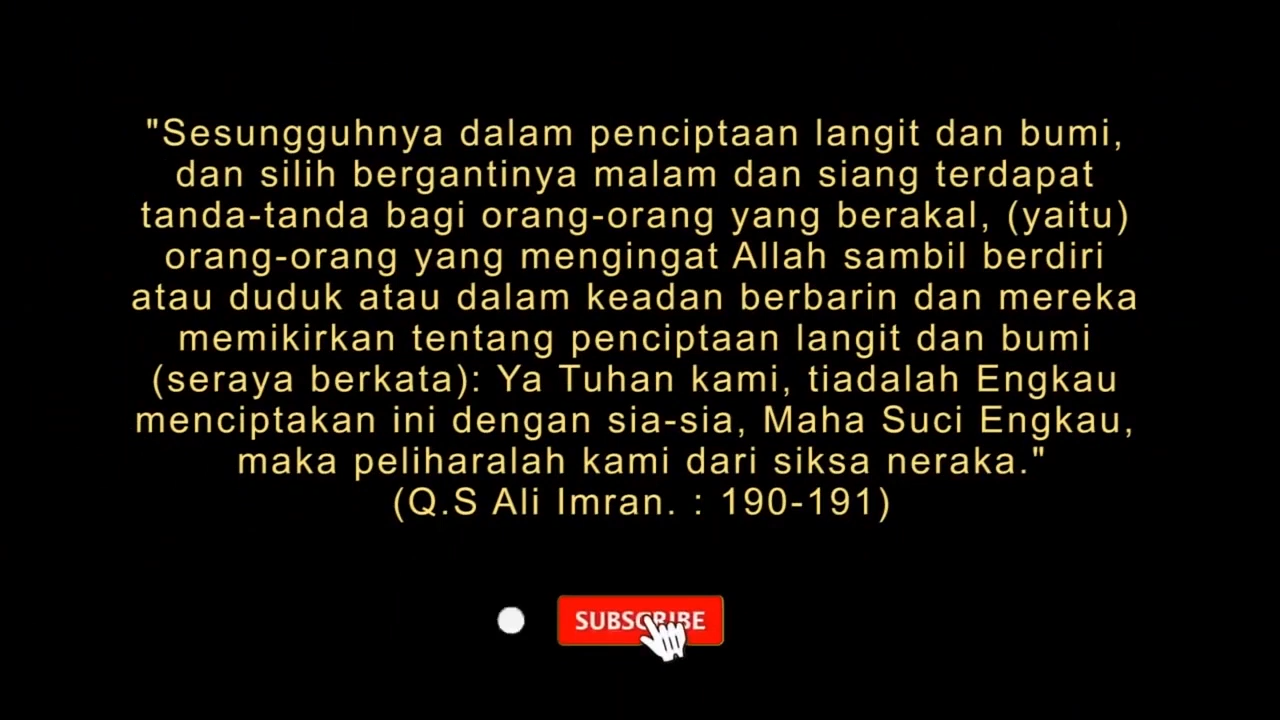 "Sesungguhnya dalam penciptaan langit dan bumi,
dan silih bergantinya malam dan siang terdapat
tanda-tanda bagi orang-orang yang berakal, (yaitu)
orang-orang yang mengingat Allah sambil berdiri
atau duduk atau dalam keadan berbarin dan mereka
memikirkan tentang penciptaan langit dan bumi
(seraya berkata): Ya Tuhan kami, tiadalah Engkau
menciptakan ini dengan sia-sia, Maha Suci Engkau,
maka peliharalah kami dari siksa neraka."
(Q.S Ali Imran. : 190-191)
SUBSCRIBE